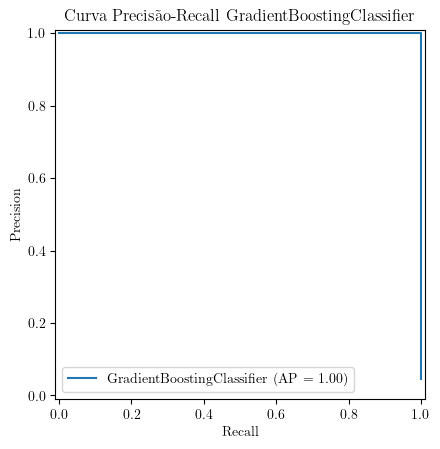 Curva Precisão-Recall GradientBoostingClassifier
1.0
0.8
0.6
0.4
0.2
0.0
Precision
GradientBoostingClassifier (AP = 1.00)
0.0 0.2 0.4 0.6 0.8 1.0
Recall